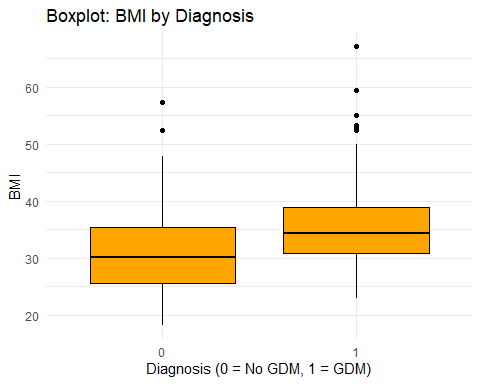 Boxplot: BMI by Diagnosis
60
50
40
30
20
BMI
0
1
Diagnosis (0 = No GDM, 1 = GDM)